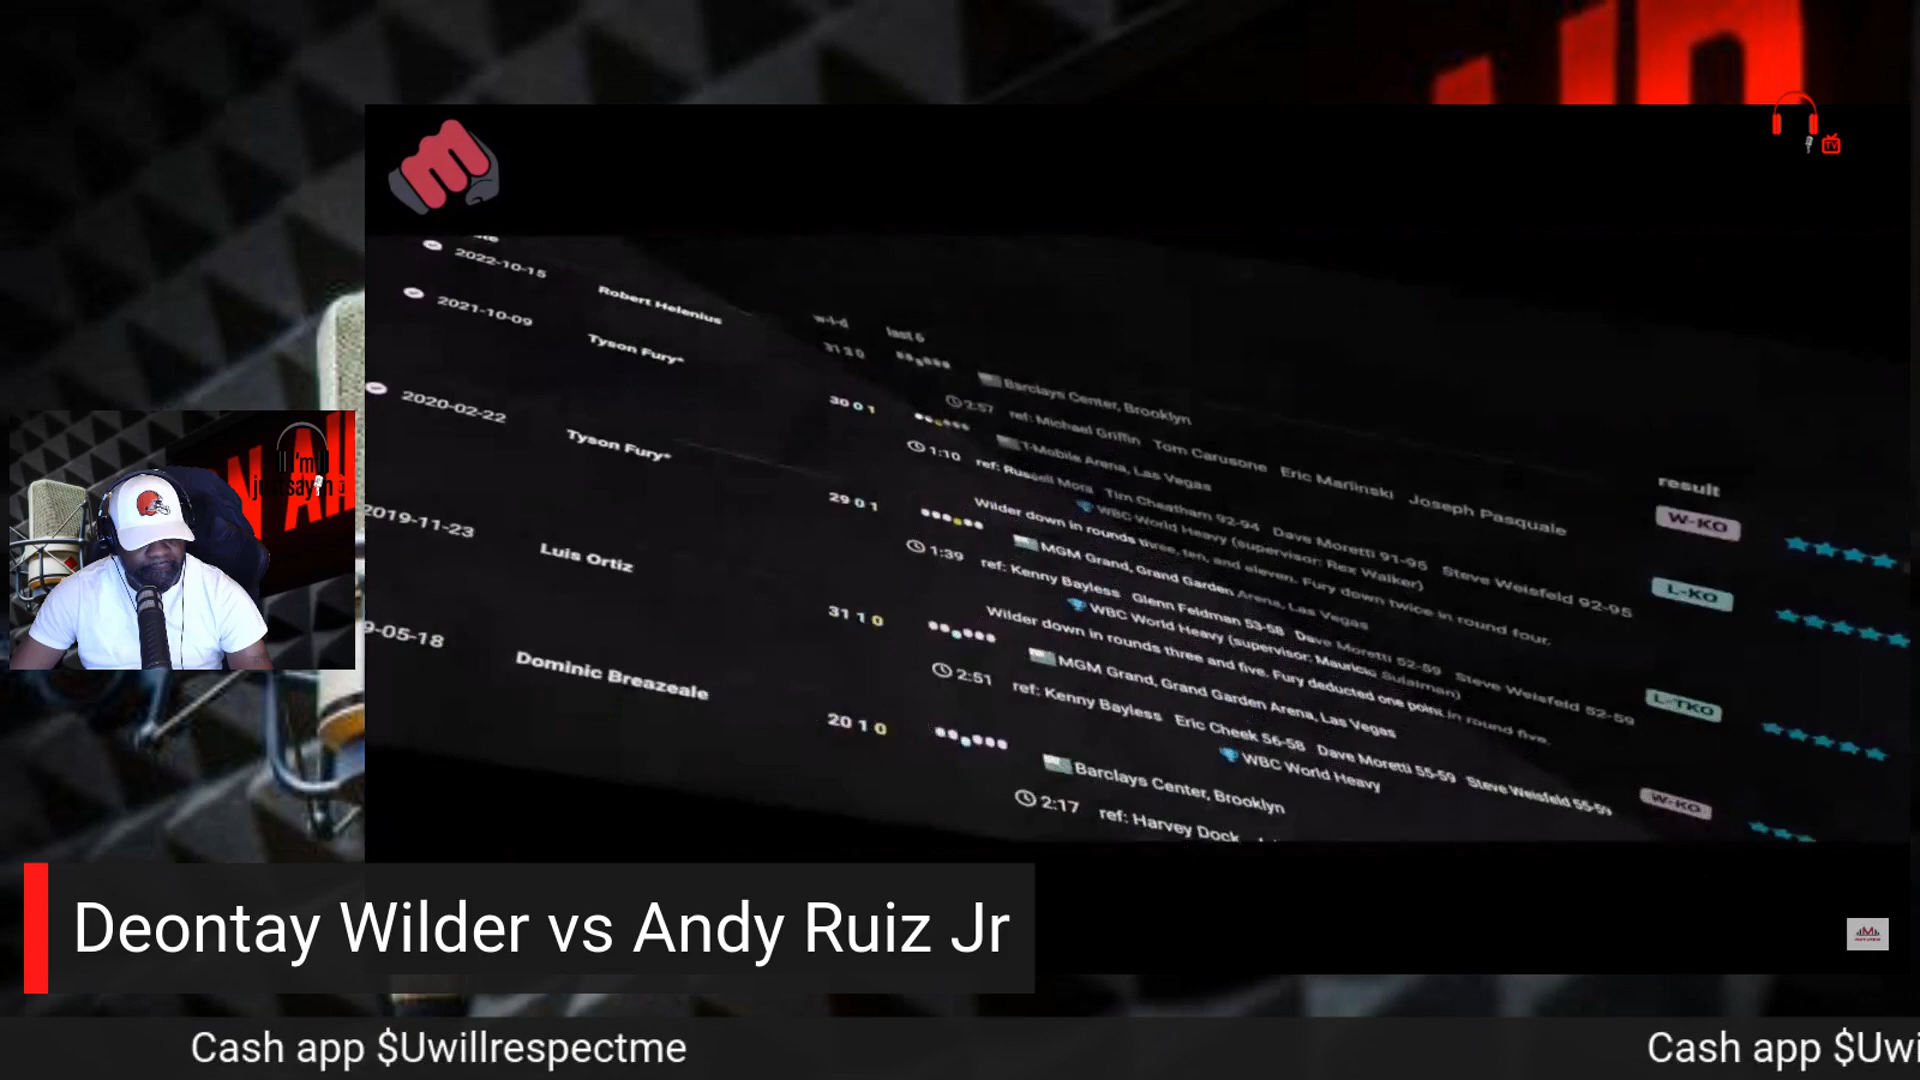 2022-10-15
Robert Helenius
w-l-d
last 6
31 3 0
Barclays Center, Brooklyn
2:57 ref: Michael Griffin Tom Carusone Eric Marlinski Joseph Pasquale
result
W-KO
2021-10-09
Tyson Fury*
30 0 1
T-Mobile Arena, Las Vegas
1:10 ref: Russell Mora Tim Cheatham 92-94 Dave Moretti 91-95 Steve Weisfeld 92-95
WBC World Heavy (supervisor: Rex Walker)
Wilder down in rounds three, ten, and eleven. Fury down twice in round four.
L-KO
2020-02-22
Tyson Fury*
29 0 1
MGM Grand, Grand Garden Arena, Las Vegas
1:39 ref: Kenny Bayless Glenn Feldman 53-58 Dave Moretti 52-59 Steve Weisfeld 52-59
WBC World Heavy (supervisor: Mauricio Sulaiman)
Wilder down in rounds three and five. Fury deducted one point in round five.
L-TKO
2019-11-23
Luis Ortiz
31 1 0
MGM Grand, Grand Garden Arena, Las Vegas
2:51 ref: Kenny Bayless Eric Cheek 56-58 Dave Moretti 55-59 Steve Weisfeld 55-59
WBC World Heavy
W-KO
9-05-18
Dominic Breazeale
20 1 0
Barclays Center, Brooklyn
2:17 ref: Harvey Dock
TV
I'm
just sayin
Deontay Wilder vs Andy Ruiz Jr
Cash app $Uwillrespectme
Cash app $Uwi